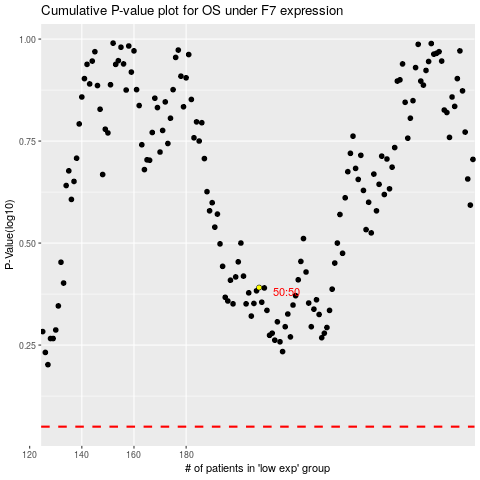 Cumulative P-value plot for OS under F7 expression
P-Value(log10)
1.00
0.75
0.50
0.25
50:50
120 140 160 180
# of patients in 'low exp' group